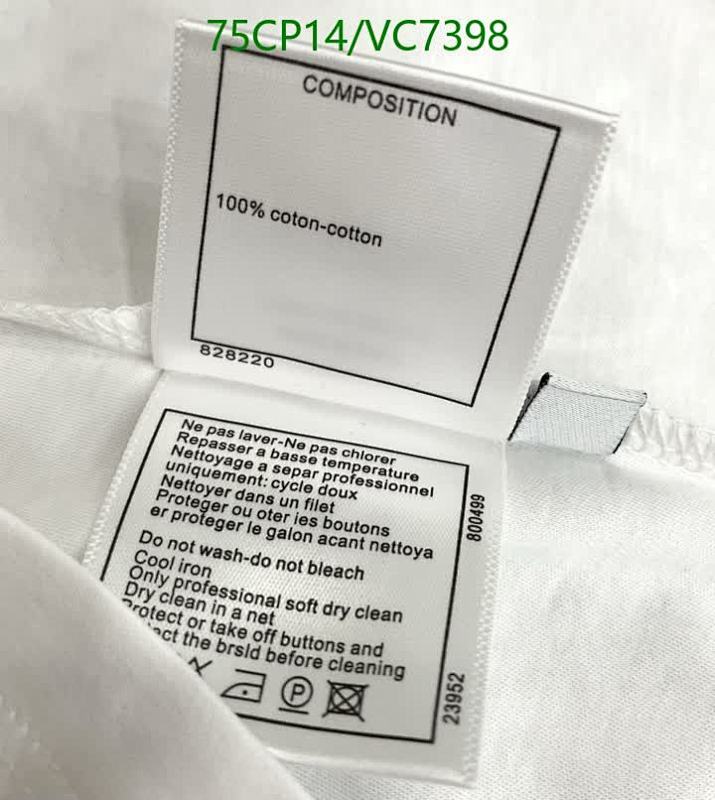 75CP14/VC7398
COMPOSITION
100% coton-cotton
828220
Ne pas laver-Ne pas chlorer
Repasser a basse temperature
Nettoyage a separ professionnel
uniquement: cycle doux
Nettoyer dans un filet
Proteger ou oter ies boutons
er proteger le galon acant nettoya
800499
Do not wash-do not bleach
Cool iron
Only professional soft dry clean
Dry clean in a net
Protect or take off buttons and
the brsld before cleaning
P
23952